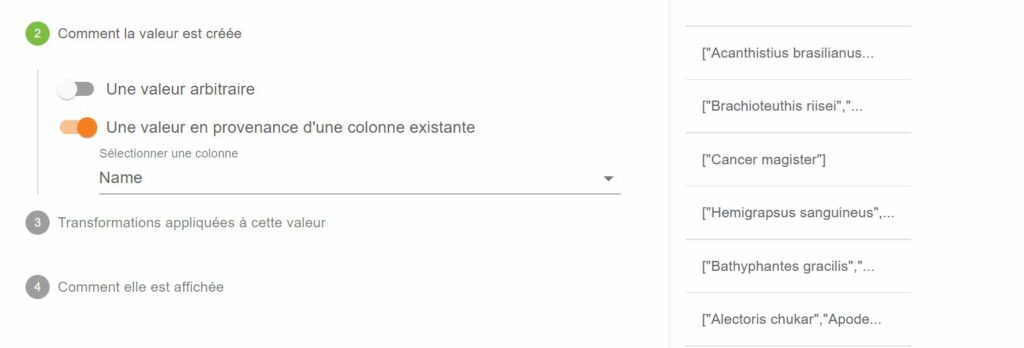 2 Comment la valeur est créée
Une valeur arbitraire
Une valeur en provenance d'une colonne existante
Sélectionner une colonne
Name
3 Transformations appliquées à cette valeur
4 Comment elle est affichée
["Acanthistius brasilianus...
["Brachioteuthis riisei","...
["Cancer magister"]
["Hemigrapsus sanguineus",...
["Bathyphantes gracilis","...
["Alectoris chukar","Apode...